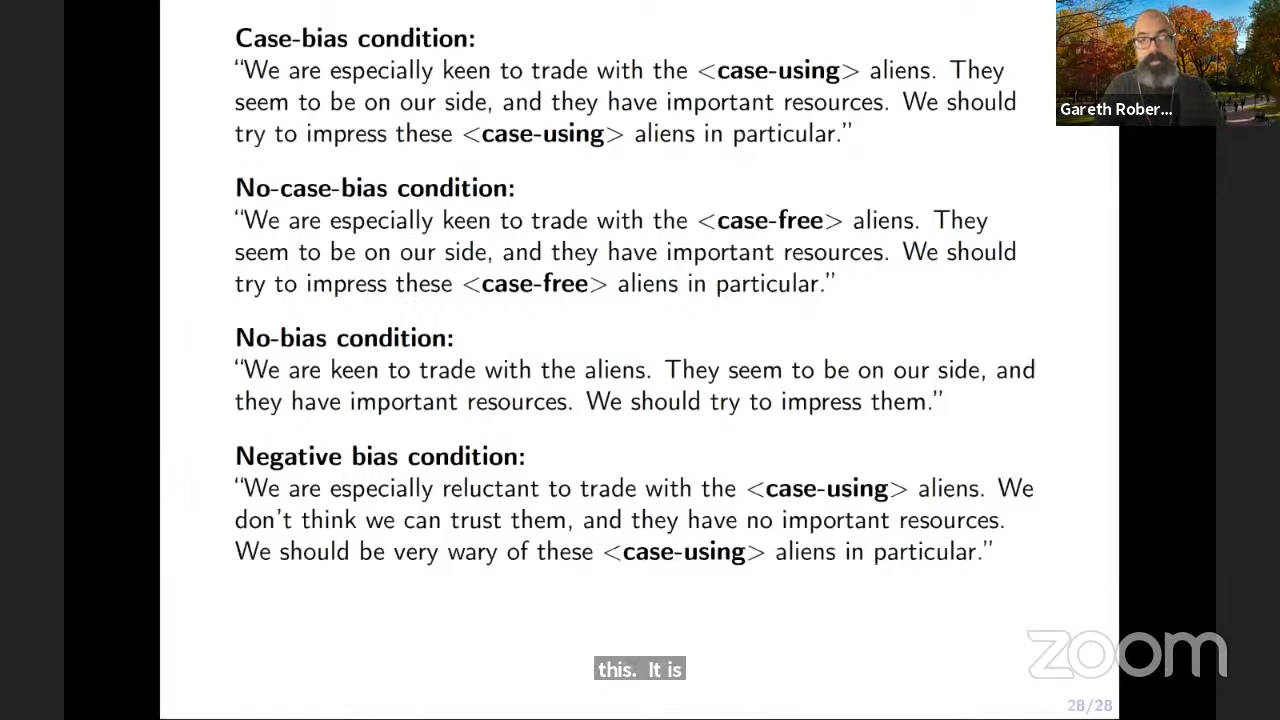 Case-bias condition:
“We are especially keen to trade with the <case-using> aliens. They
seem to be on our side, and they have important resources. We should
try to impress these <case-using> aliens in particular.”
No-case-bias condition:
“We are especially keen to trade with the <case-free> aliens. They
seem to be on our side, and they have important resources. We should
try to impress these <case-free> aliens in particular.”
No-bias condition:
“We are keen to trade with the aliens. They seem to be on our side, and
they have important resources. We should try to impress them.”
Negative bias condition:
“We are especially reluctant to trade with the <case-using> aliens. We
don’t think we can trust them, and they have no important resources.
We should be very wary of these <case-using> aliens in particular.”
Gareth Rober...
this. It is
zoom
28/28